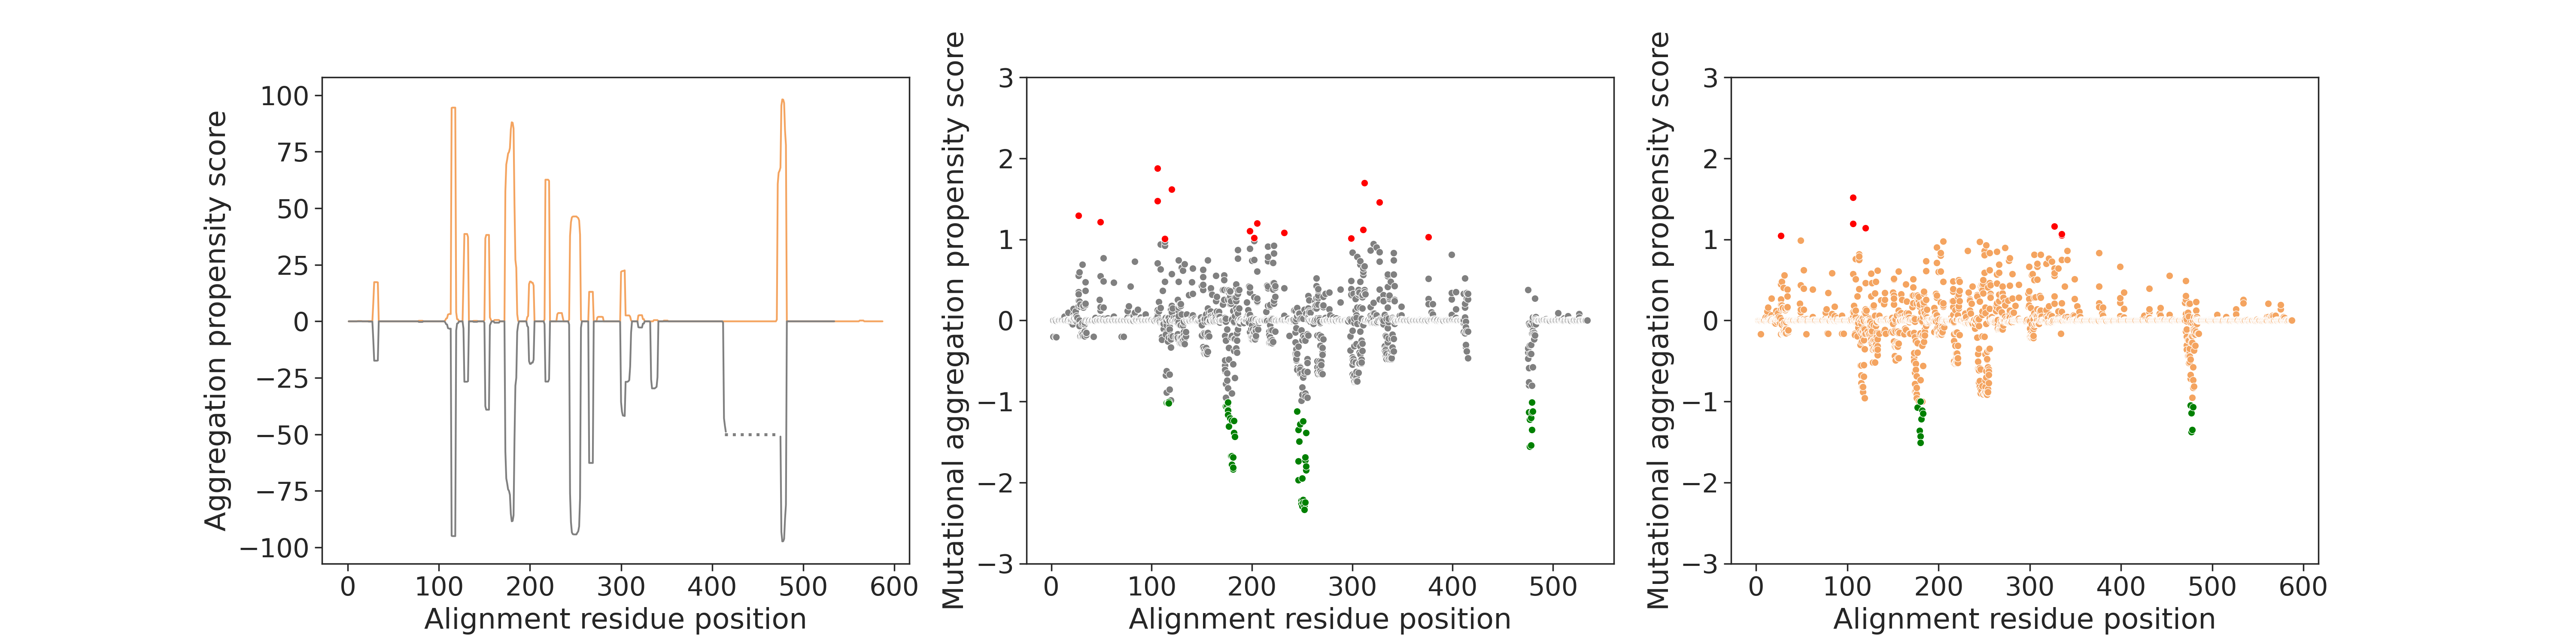 Aggregation propensity score
100
75
50
25
0
−25
−50
−75
−100
0 100 200 300 400 500 600
Alignment residue position
Mutational aggregation propensity score
3
2
1
0
−1
−2
−3
0 100 200 300 400 500
Alignment residue position
Mutational aggregation propensity score
3
2
1
0
−1
−2
−3
0 100 200 300 400 500 600
Alignment residue position